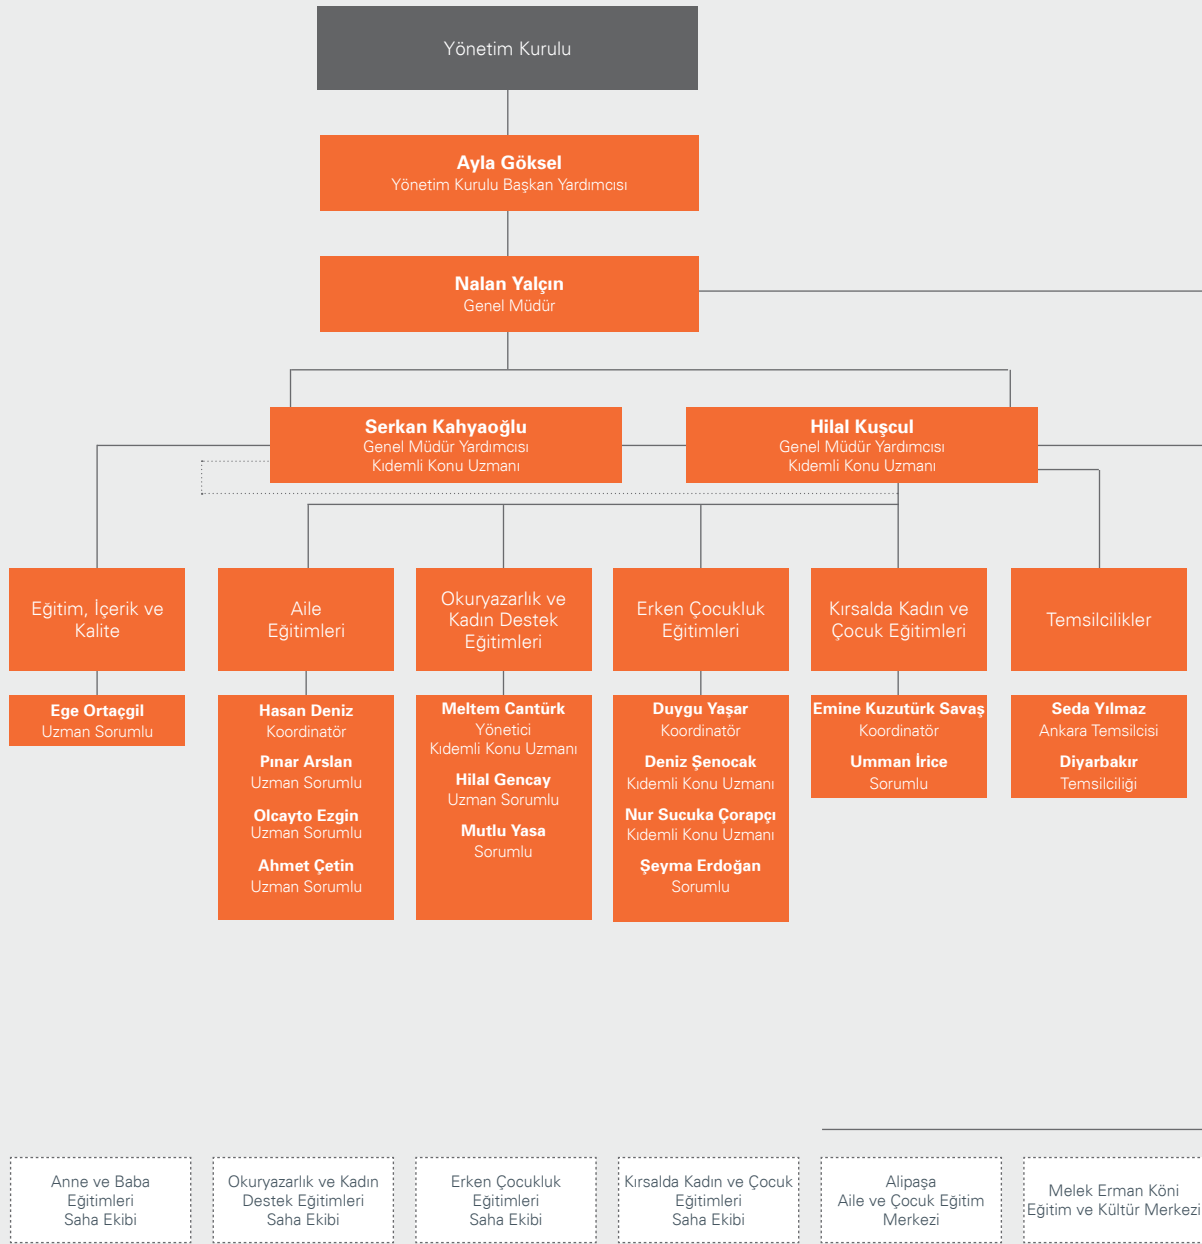 Yönetim Kurulu
Ayla Göksel
Yönetim Kurulu Başkan Yardımcısı
Nalan Yalçın
Genel Müdür
Serkan Kahyaoğlu
Genel Müdür Yardımcısı
Kıdemli Konu Uzmanı
Hilal Kuşcul
Genel Müdür Yardımcısı
Kıdemli Konu Uzmanı
Eğitim, İçerik ve
Kalite
Ege Ortaçgil
Uzman Sorumlu
Aile
Eğitimleri
Hasan Deniz
Koordinatör
Pınar Arslan
Uzman Sorumlu
Olcayto Ezgin
Uzman Sorumlu
Ahmet Çetin
Uzman Sorumlu
Okuryazarlık ve
Kadın Destek
Eğitimleri
Meltem Cantürk
Yönetici
Kıdemli Konu Uzmanı
Hilal Gencay
Uzman Sorumlu
Mutlu Yasa
Sorumlu
Erken Çocukluk
Eğitimleri
Duygu Yaşar
Koordinatör
Deniz Şenocak
Kıdemli Konu Uzmanı
Nur Sucuka Çorapçı
Kıdemli Konu Uzmanı
Şeyma Erdoğan
Sorumlu
Kırsalda Kadın ve
Çocuk Eğitimleri
Emine Kuzutürk Savaş
Koordinatör
Umman İrice
Sorumlu
Temsilcilikler
Seda Yılmaz
Ankara Temsilcisi
Diyarbakır
Temsilciliği
Anne ve Baba
Eğitimleri
Saha Ekibi
Okuryazarlık ve Kadın
Destek Eğitimleri
Saha Ekibi
Erken Çocukluk
Eğitimleri
Saha Ekibi
Kırsalda Kadın ve Çocuk
Eğitimleri
Saha Ekibi
Alipaşa
Aile ve Çocuk Eğitim
Merkezi
Melek Erman Köni
Eğitim ve Kültür Merkezi